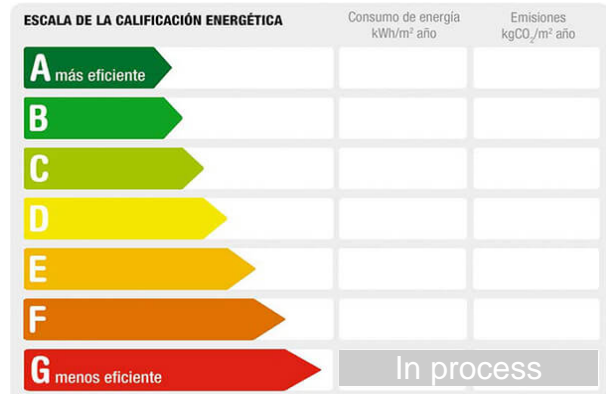 ESCALA DE LA CALIFICACIÓN ENERGÉTICA
Consumo de energía
kWh/m² año
Emisiones
kgCO₂/m² año
A más eficiente
B
C
D
E
F
G menos eficiente
In process